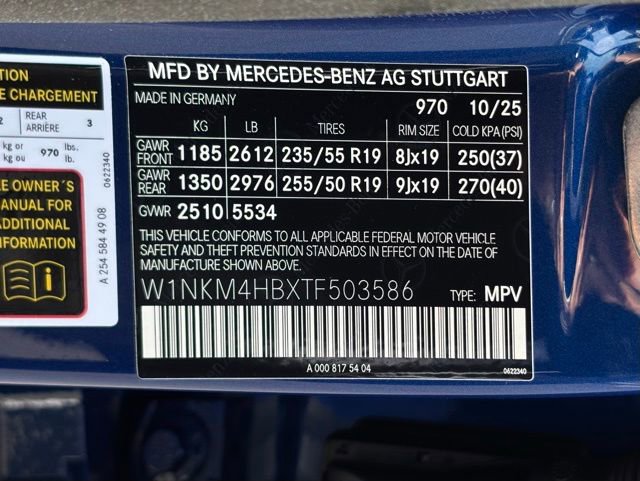 TION
E CHARGEMENT
2
REAR
ARRIÈRE
3
kg or
kg ou
970
lbs.
lb.
0622340
E OWNER´S
MANUAL FOR
ADDITIONAL
INFORMATION
A 254 584 49 08
MFD BY MERCEDES-BENZ AG STUTTGART
MADE IN GERMANY 970 10/25
KG LB TIRES RIM SIZE COLD KPA(PSI)
GAWR FRONT 1185 2612 235/55 R19 8Jx19 250(37)
GAWR REAR 1350 2976 255/50 R19 9Jx19 270(40)
GVWR 2510 5534
THIS VEHICLE CONFORMS TO ALL APPLICABLE FEDERAL MOTOR VEHICLE
SAFETY AND THEFT PREVENTION STANDARDS IN EFFECT ON THE DATE OF
MANUFACTURE SHOWN ABOVE
W1NKM4HBXTF503586 TYPE: MPV
A 000 817 54 04
0622340